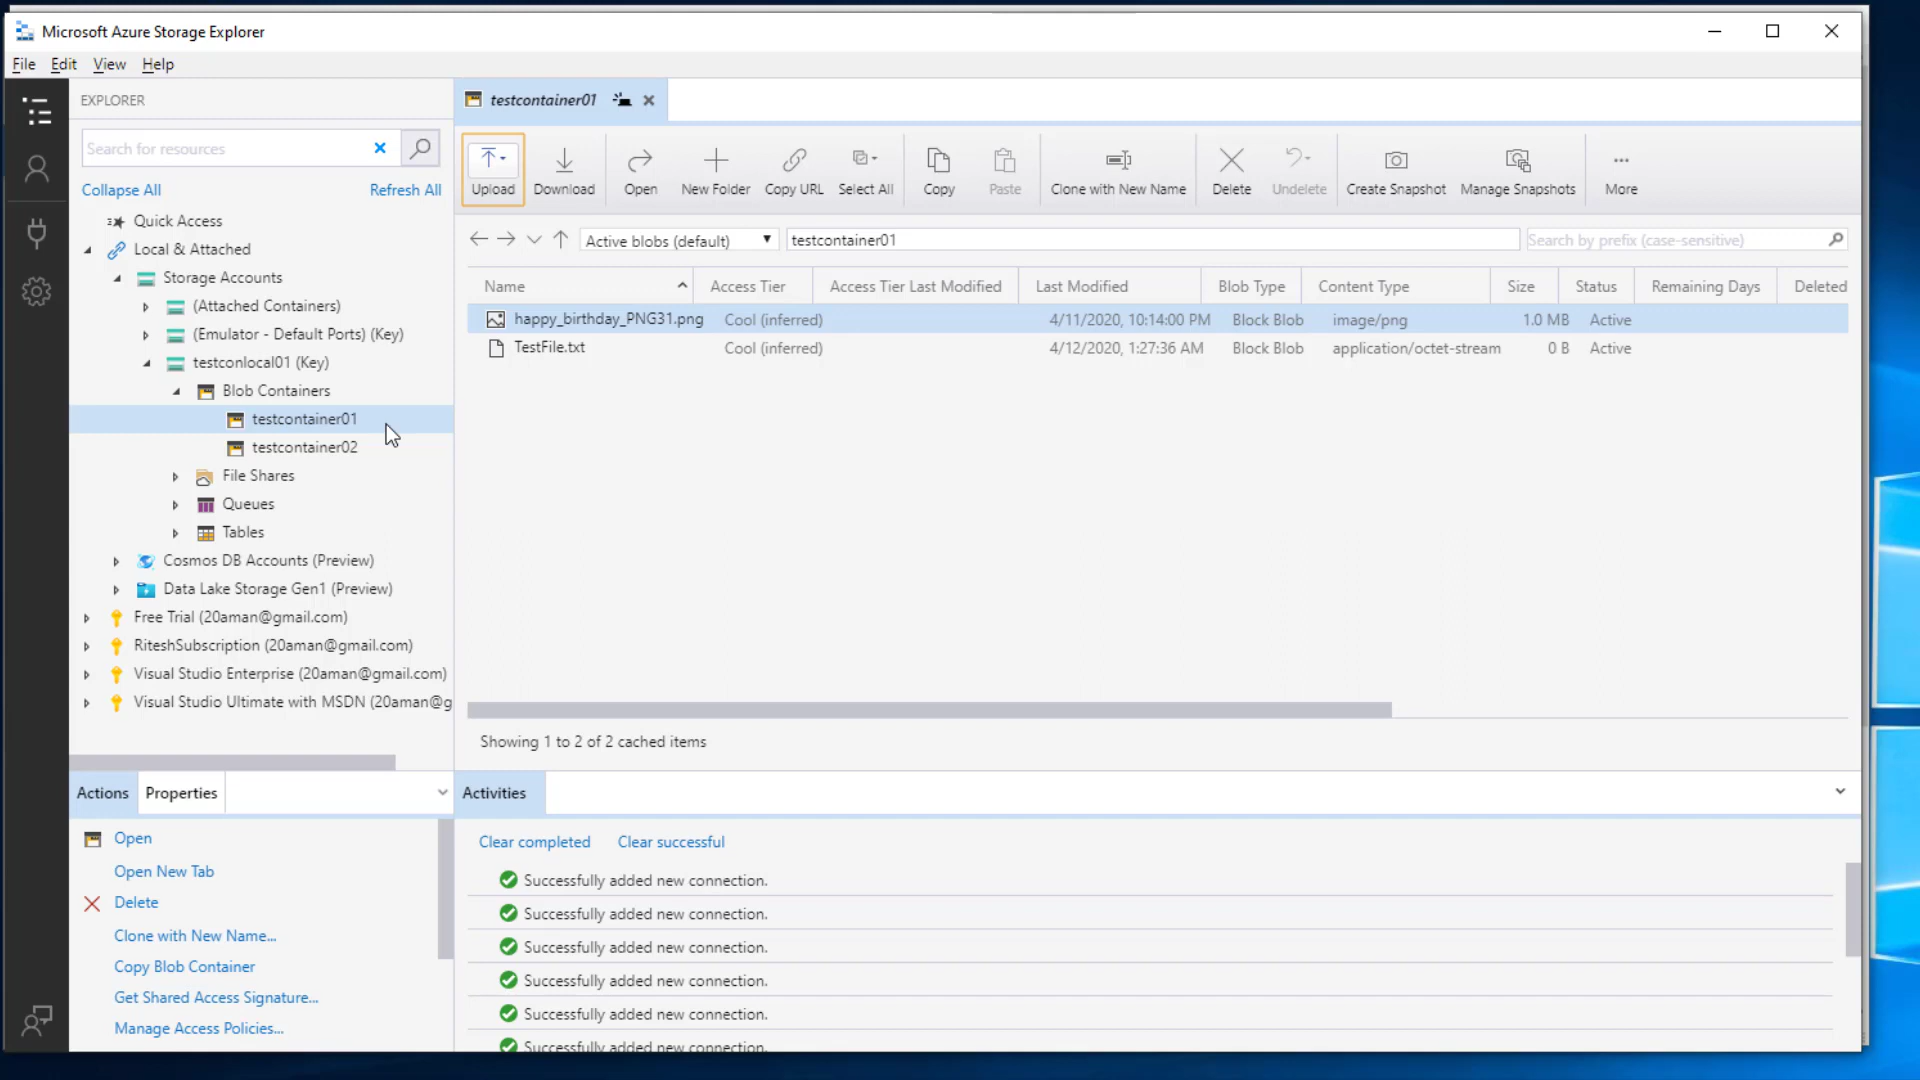 Microsoft Azure Storage Explorer
File Edit View Help
EXPLORER
Search for resources
Collapse All Refresh All
Quick Access
Local & Attached
Storage Accounts
(Attached Containers)
(Emulator - Default Ports) (Key)
testconlocal01 (Key)
Blob Containers
testcontainer01
testcontainer02
File Shares
Queues
Tables
Cosmos DB Accounts (Preview)
Data Lake Storage Gen1 (Preview)
Free Trial (20aman@gmail.com)
RiteshSubscription (20aman@gmail.com)
Visual Studio Enterprise (20aman@gmail.com)
Visual Studio Ultimate with MSDN (20aman@g
Actions Properties
Open
Open New Tab
Delete
Clone with New Name...
Copy Blob Container
Get Shared Access Signature...
Manage Access Policies...
testcontainer01
Upload Download Open New Folder Copy URL Select All Copy Paste Clone with New Name Delete Undelete Create Snapshot Manage Snapshots More
Active blobs (default) testcontainer01 Search by prefix (case-sensitive)
Name Access Tier Access Tier Last Modified Last Modified Blob Type Content Type Size Status Remaining Days Deleted
happy_birthday_PNG31.png Cool (inferred) 4/11/2020, 10:14:00 PM Block Blob image/png 1.0 MB Active
TestFile.txt Cool (inferred) 4/12/2020, 1:27:36 AM Block Blob application/octet-stream 0 B Active
Showing 1 to 2 of 2 cached items
Activities
Clear completed Clear successful
Successfully added new connection.
Successfully added new connection.
Successfully added new connection.
Successfully added new connection.
Successfully added new connection.
Successfully added new connection.